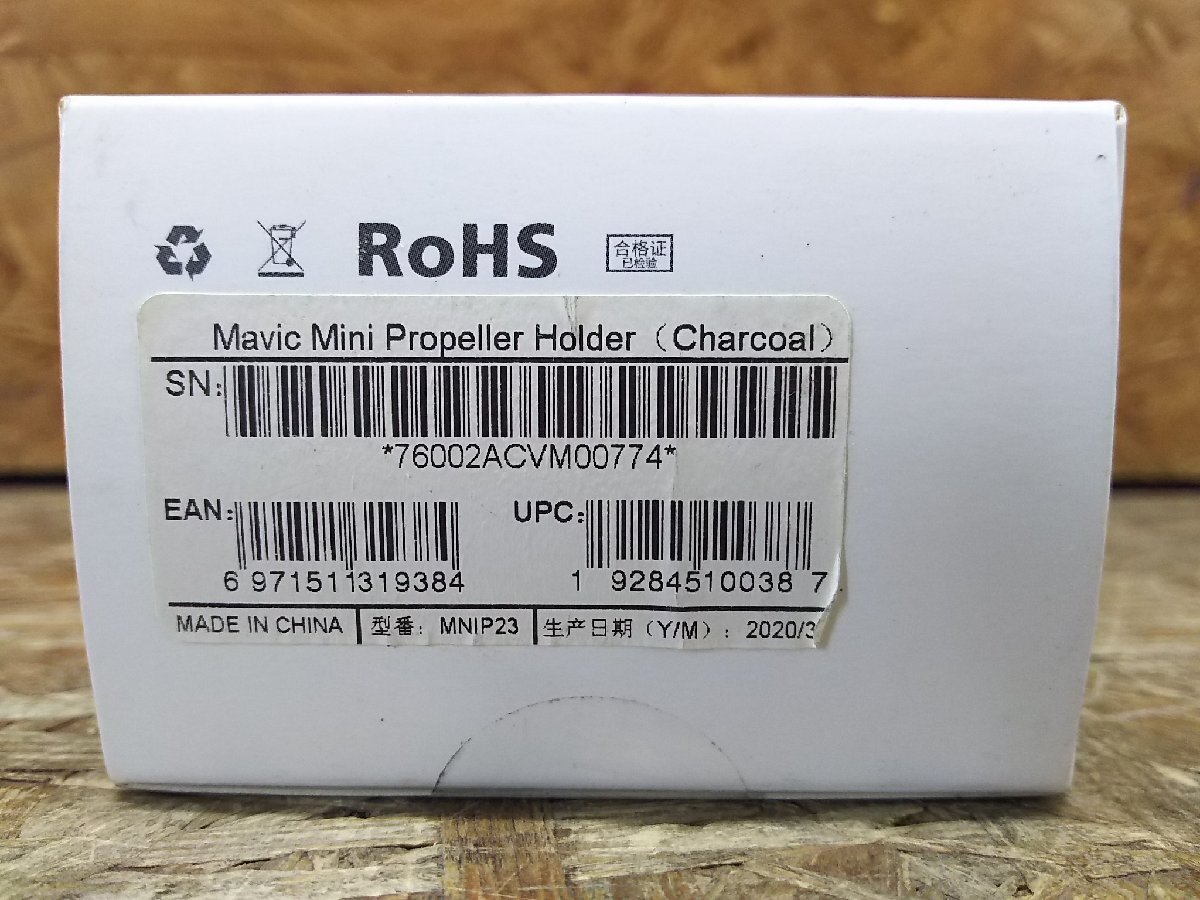 RoHS 合格证
已检验
Mavic Mini Propeller Holder（Charcoal）
SN:
*76002ACVM00774*
EAN: UPC:
6 971511319384 1 9284510038 7
MADE IN CHINA 型番： MNIP23 生产日期（Y/M）： 2020/3